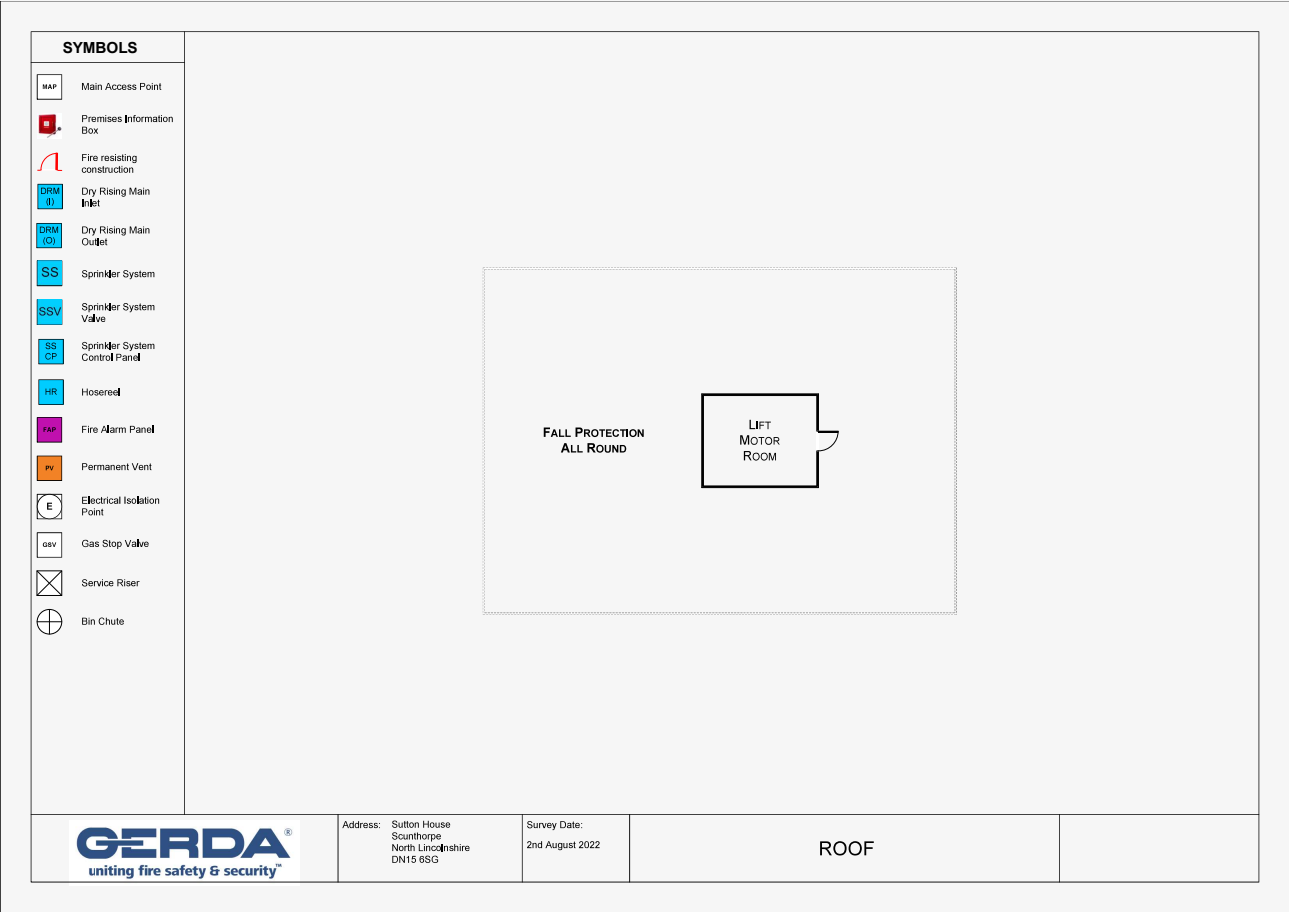 SYMBOLS
MAP
Main Access Point
Premises Information
Box
Fire resisting
construction
DRM
(I)
Dry Rising Main
Inlet
DRM
(O)
Dry Rising Main
Outlet
SS
Sprinkler System
SSV
Sprinkler System
Valve
SS
CP
Sprinkler System
Control Panel
HR
Hosereel
FAP
Fire Alarm Panel
PV
Permanent Vent
E
Electrical Isolation
Point
GSV
Gas Stop Valve
Service Riser
Bin Chute
FALL PROTECTION
ALL ROUND
LIFT
MOTOR
ROOM
GERDA®
uniting fire safety & security™
Address: Sutton House
Scunthorpe
North Lincolnshire
DN15 6SG
Survey Date:
2nd August 2022
ROOF